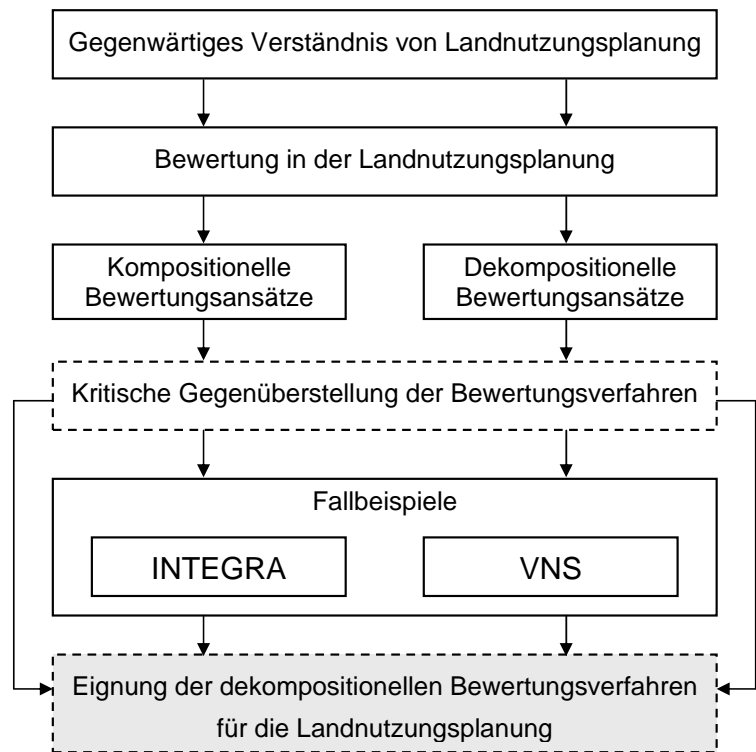 Gegenwärtiges Verständnis von Landnutzungsplanung
Bewertung in der Landnutzungsplanung
Kompositionelle
Bewertungsansätze
Dekompositionelle
Bewertungsansätze
Kritische Gegenüberstellung der Bewertungsverfahren
Fallbeispiele
INTEGRA
VNS
Eignung der dekompositionellen Bewertungsverfahren
für die Landnutzungsplanung